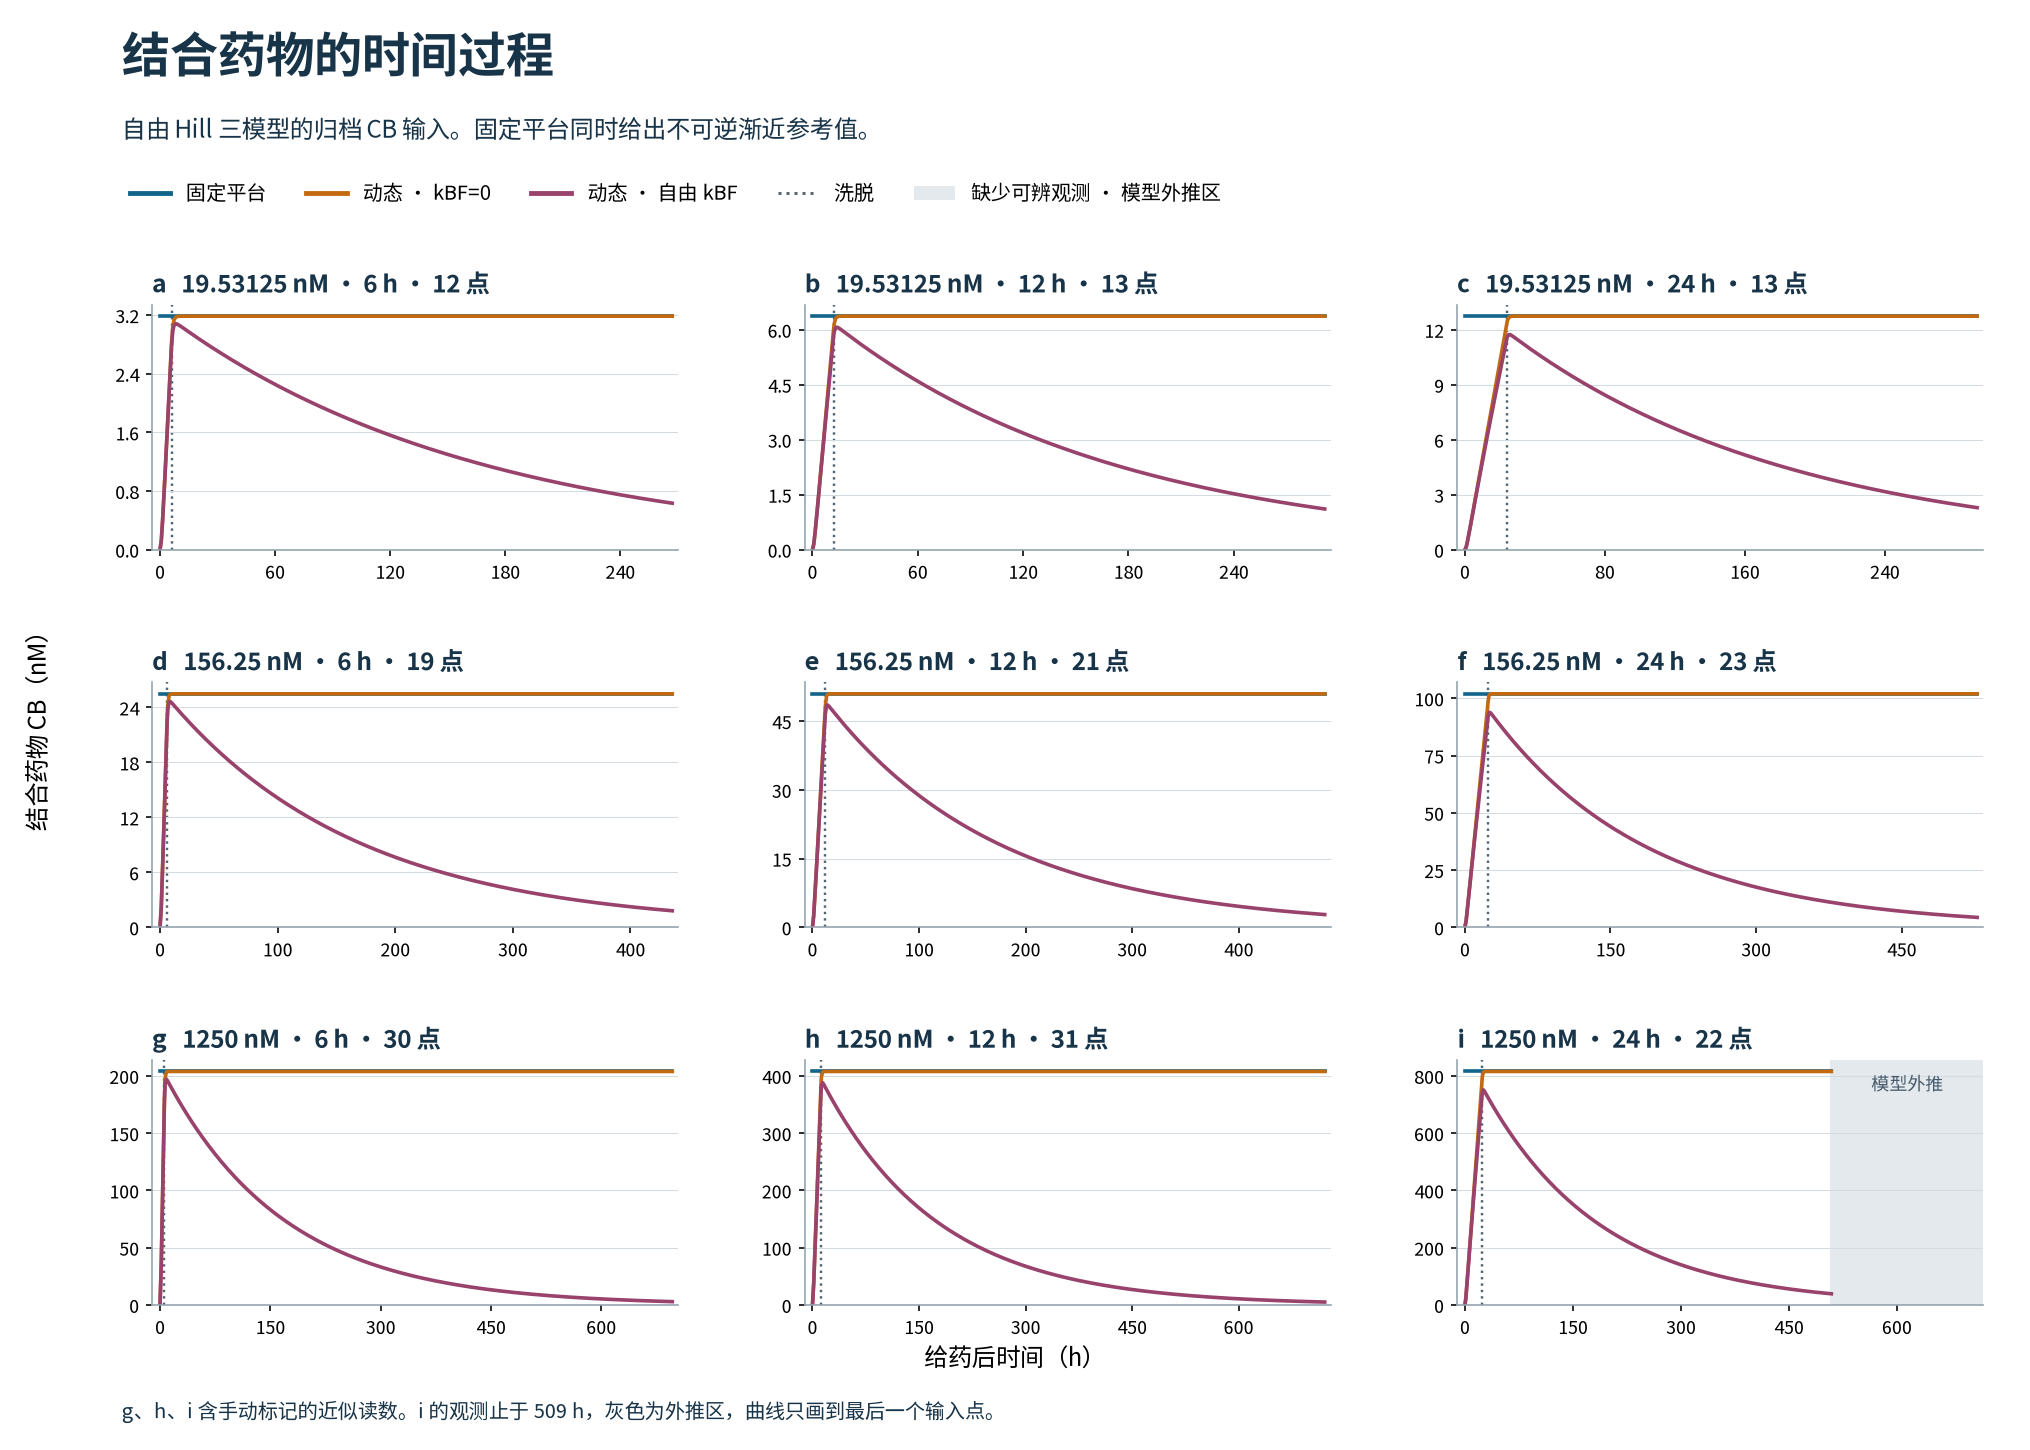 结合药物的时间过程
自由 Hill 三模型的归档 CB 输入。固定平台同时给出不可逆渐近参考值。
固定平台 动态 · kBF=0 动态 · 自由 kBF 洗脱 缺少可辨观测 · 模型外推区
a 19.53125 nM · 6 h · 12 点
3.2
2.4
1.6
0.8
0.0
0 60 120 180 240
b 19.53125 nM · 12 h · 13 点
6.0
4.5
3.0
1.5
0.0
0 60 120 180 240
c 19.53125 nM · 24 h · 13 点
12
9
6
3
0
0 80 160 240
结合药物 CB（nM）
d 156.25 nM · 6 h · 19 点
24
18
12
6
0
0 100 200 300 400
e 156.25 nM · 12 h · 21 点
45
30
15
0
0 100 200 300 400
f 156.25 nM · 24 h · 23 点
100
75
50
25
0
0 150 300 450
g 1250 nM · 6 h · 30 点
200
150
100
50
0
0 150 300 450 600
h 1250 nM · 12 h · 31 点
400
300
200
100
0
0 150 300 450 600
i 1250 nM · 24 h · 22 点
模型外推
800
600
400
200
0
0 150 300 450 600
给药后时间（h）
g、h、i 含手动标记的近似读数。i 的观测止于 509 h，灰色为外推区，曲线只画到最后一个输入点。